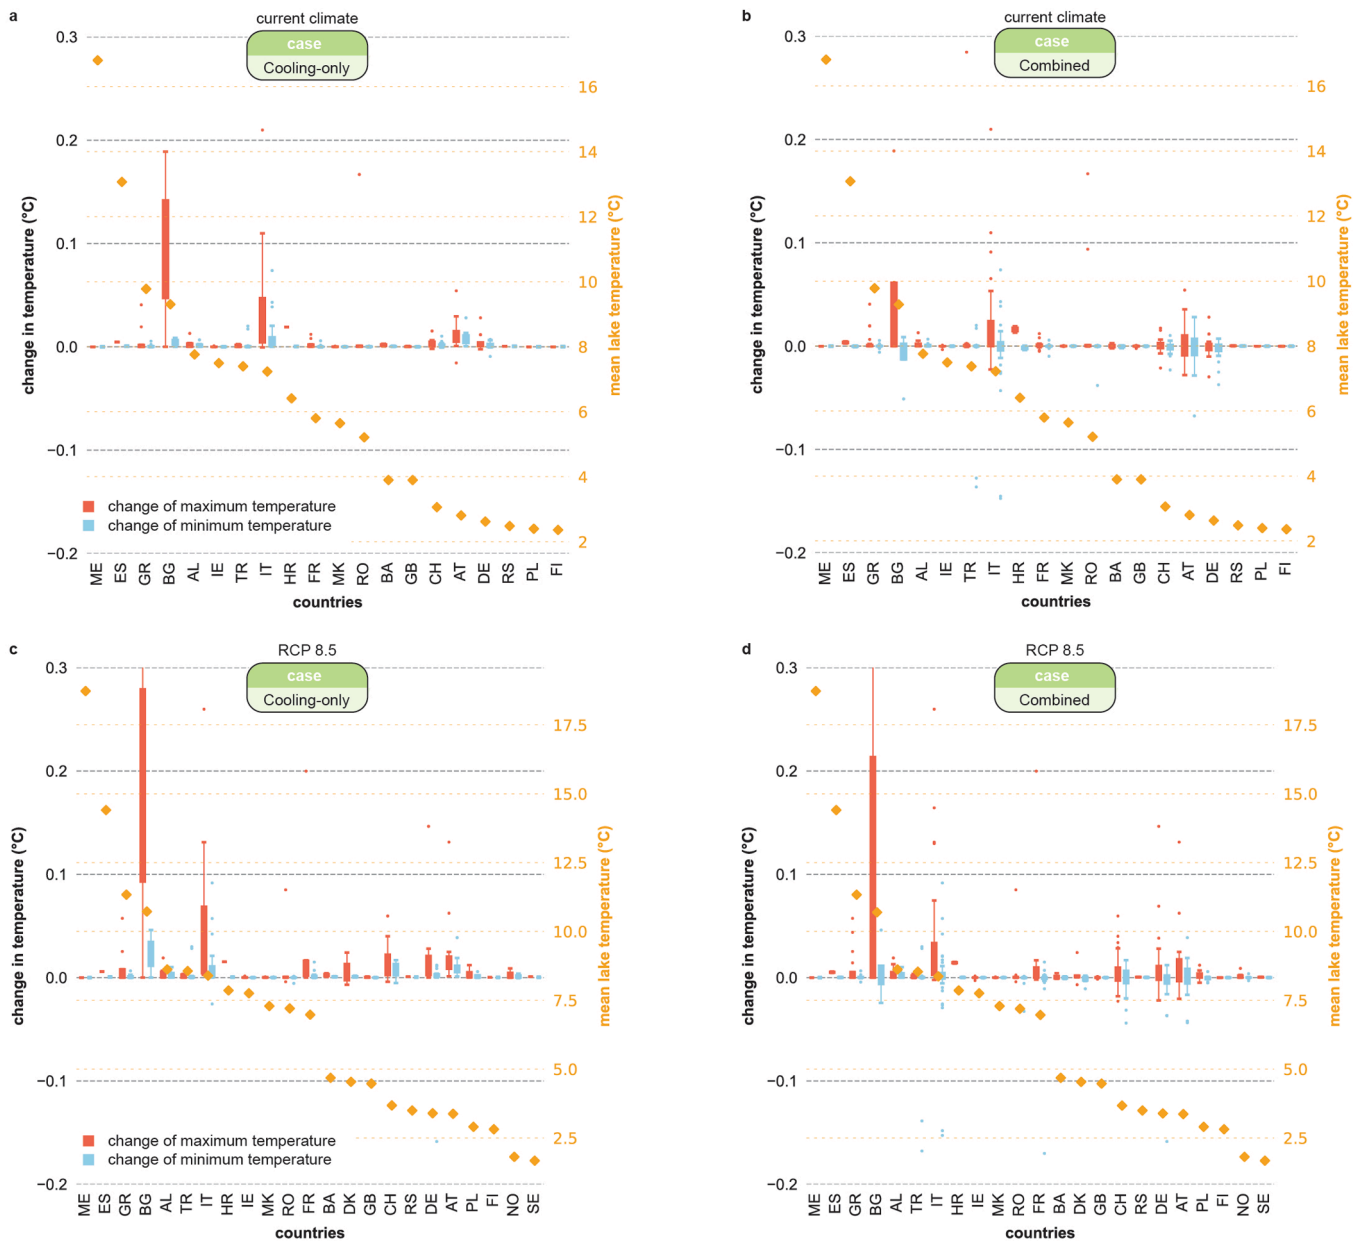 a
current climate
case
Cooling-only
0.3
0.2
0.1
0.0
−0.1
−0.2
change in temperature (°C)
16
14
12
10
8
6
4
2
mean lake temperature (°C)
change of maximum temperature
change of minimum temperature
ME ES GR BG AL IE TR IT HR FR MK RO BA GB CH AT DE RS PL FI
countries
b
current climate
case
Combined
0.3
0.2
0.1
0.0
−0.1
−0.2
change in temperature (°C)
16
14
12
10
8
6
4
2
mean lake temperature (°C)
ME ES GR BG AL IE TR IT HR FR MK RO BA GB CH AT DE RS PL FI
countries
c
RCP 8.5
case
Cooling-only
0.3
0.2
0.1
0.0
−0.1
−0.2
change in temperature (°C)
17.5
15.0
12.5
10.0
7.5
5.0
2.5
mean lake temperature (°C)
change of maximum temperature
change of minimum temperature
ME ES GR BG AL TR IT HR IE MK RO FR BA DK GB CH RS DE AT PL FI NO SE
countries
d
RCP 8.5
case
Combined
0.3
0.2
0.1
0.0
−0.1
−0.2
change in temperature (°C)
17.5
15.0
12.5
10.0
7.5
5.0
2.5
mean lake temperature (°C)
ME ES GR BG AL TR IT HR IE MK RO FR BA DK GB CH RS DE AT PL FI NO SE
countries